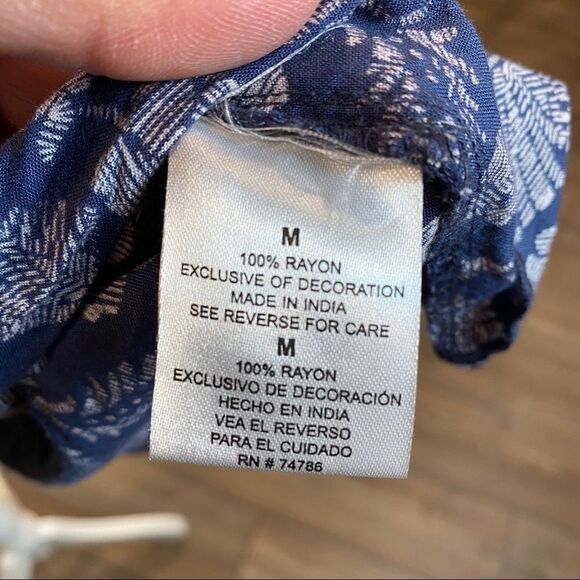 M
100% RAYON
EXCLUSIVE OF DECORATION
MADE IN INDIA
SEE REVERSE FOR CARE
M
100% RAYON
EXCLUSIVO DE DECORACIÓN
HECHO EN INDIA
VEA EL REVERSO
PARA EL CUIDADO
RN # 74786